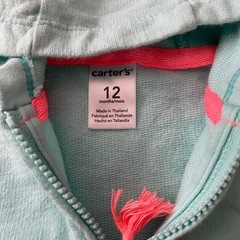 carter's
12
months/mois
Made in Thailand
Fabriqué en Thaïlande
Hecho en Tailandia